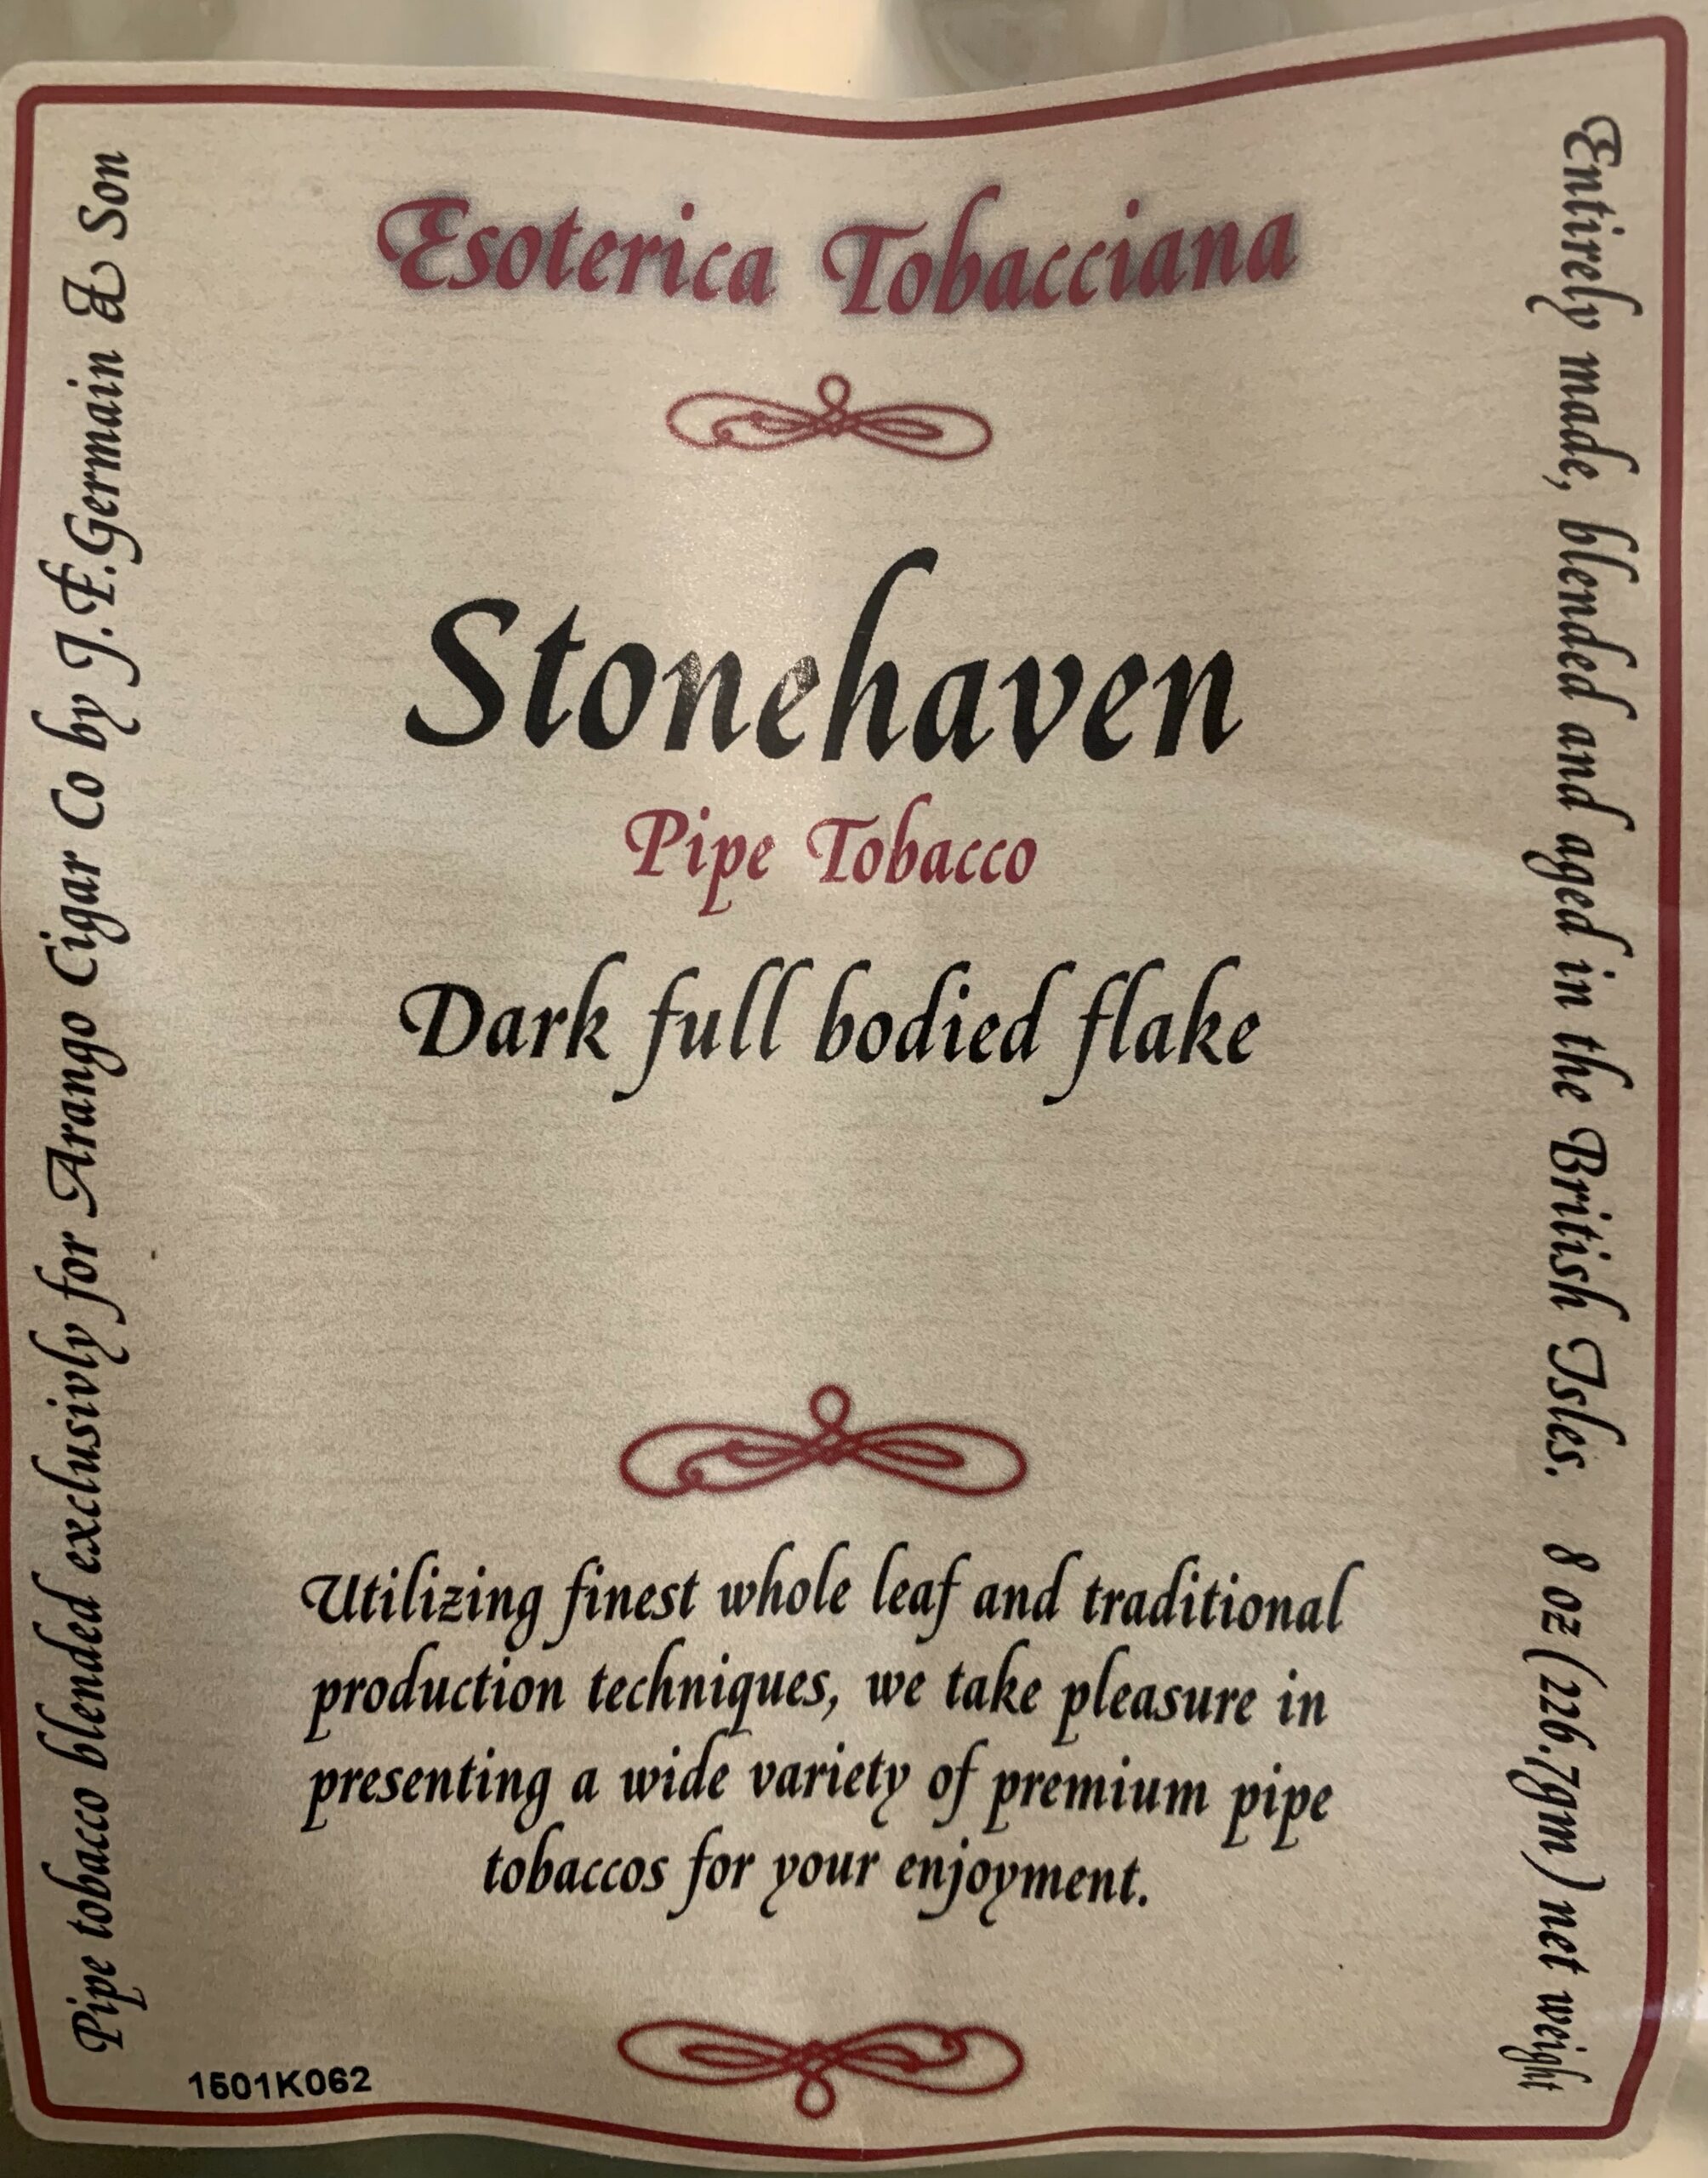 Esoterica Tobacciana
Stonehaven
Pipe Tobacco
Dark full bodied flake
Utilizing finest whole leaf and traditional
production techniques, we take pleasure in
presenting a wide variety of premium pipe
tobaccos for your enjoyment.
Pipe tobacco blended exclusivly for Arango Cigar Co by J.F.Germain & Son
Entirely made, blended and aged in the British Isles. 8 oz (226.7gm) net weight
1501K062